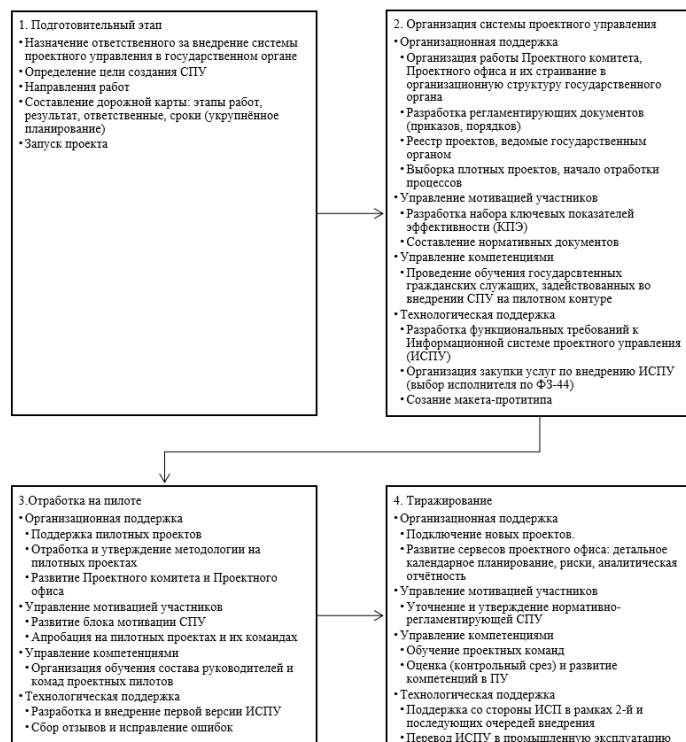 1. Подготовительный этап
• Назначение ответственного за внедрение системы
проектного управления в государственном органе
• Определение цели создания СПУ
• Направления работ
• Составление дорожной карты: этапы работ,
результат, ответственные, сроки (укрупнённое
планирование)
• Запуск проекта
2. Организация системы проектного управления
• Организационная поддержка
• Организация работы Проектного комитета,
Проектного офиса и их страивание в
организационную структуру государственного
органа
• Разработка регламентирующих документов
(приказов, порядков)
• Реестр проектов, ведомые государственным
органом
• Выборка плотных проектов, начало отработки
процессов
• Управление мотивацией участников
• Разработка набора ключевых показателей
эффективности (КПЭ)
• Составление нормативных документов
• Управление компетенциями
• Проведение обучения государсвтенных
гражданских служащих, задействованных во
внедрении СПУ на пилотном контуре
• Технологическая поддержка
• Разработка функциональных требований к
Информационной системе проектного управления
(ИСПУ)
• Организация закупки услуг по внедрению ИСПУ
(выбор исполнителя по ФЗ-44)
• Созание макета-протитипа
3.Отработка на пилоте
• Организационная поддержка
• Поддержка пилотных проектов
• Отработка и утверждение методологии на
пилотных проектах
• Развитие Проектного комитета и Проектного
офиса
• Управление мотивацией участников
• Развитие блока мотивации СПУ
• Апробация на пилотных проектах и их командах
• Управление компетенциями
• Организация обучения состава руководителей и
комад проектных пилотов
• Технологическая поддержка
• Разработка и внедрение первой версии ИСПУ
• Сбор отзывов и исправление ошибок
4. Тиражирование
• Организационная поддержка
• Подключение новых проектов.
• Развитие сервесов проектного офиса: детальное
календарное планирование, риски, аналитическая
отчётность
• Управление мотивацией участников
• Уточнение и утверждение нормативно-
регламентирующей СПУ
• Управление компетенциями
• Обучение проектных команд
• Оценка (контрольный срез) и развитие
компетенций в ПУ
• Технологическая поддержка
• Поддержка со стороны ИСП в рамках 2-й и
последующих очередей внедрения
• Перевод ИСПУ в промышленную эксплуатацию